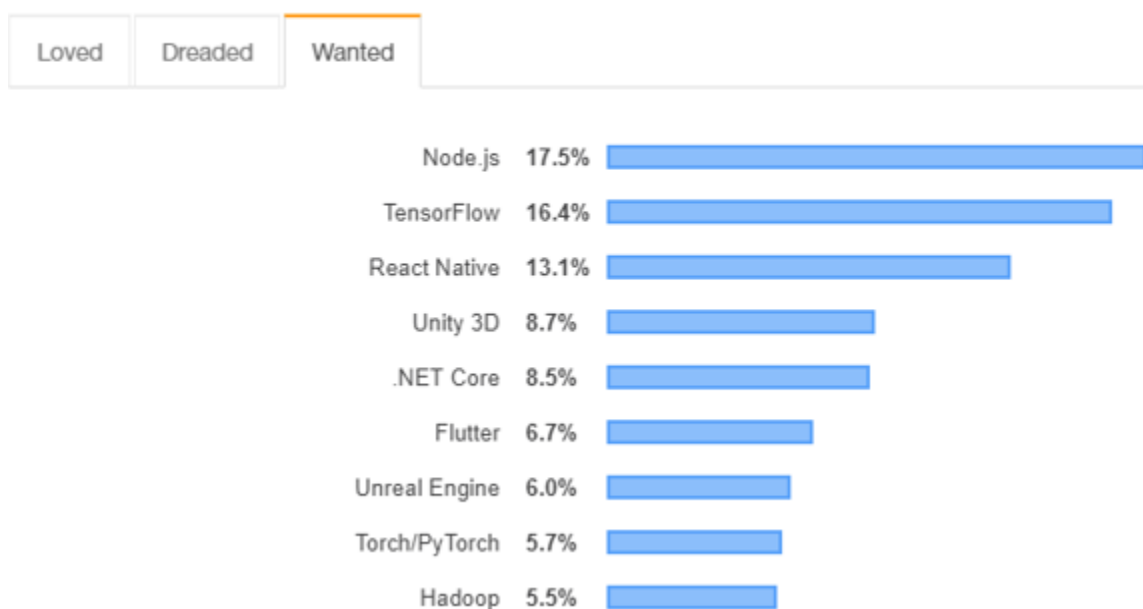 Loved Dreaded Wanted
Node.js 17.5%
TensorFlow 16.4%
React Native 13.1%
Unity 3D 8.7%
.NET Core 8.5%
Flutter 6.7%
Unreal Engine 6.0%
Torch/PyTorch 5.7%
Hadoop 5.5%